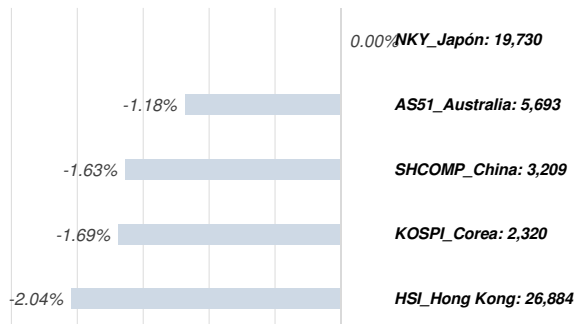 0.00% NKY_Japón: 19,730
-1.18% AS51_Australia: 5,693
-1.63% SHCOMP_China: 3,209
-1.69% KOSPI_Corea: 2,320
-2.04% HSI_Hong Kong: 26,884